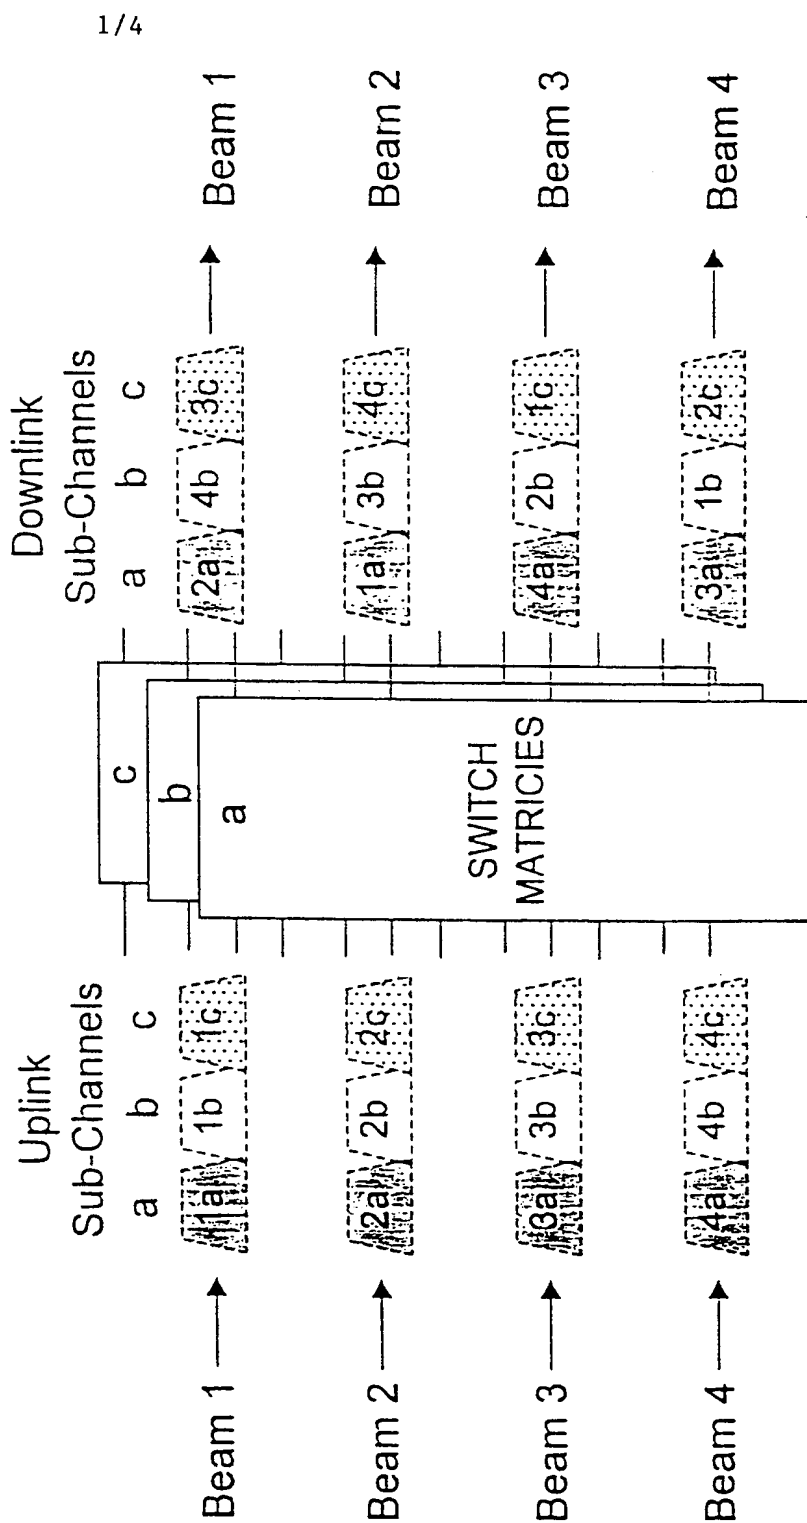 1/4
Uplink
Sub-Channels
a b c
Downlink
Sub-Channels
a b c
c
b
a
SWITCH
MATRICIES
Beam 1
1a 1b 1c
2a 4b 3c
Beam 1
Beam 2
2a 2b 2c
1a 3b 4c
Beam 2
Beam 3
3a 3b 3c
4a 2b 1c
Beam 3
Beam 4
4a 4b 4c
3a 1b 2c
Beam 4